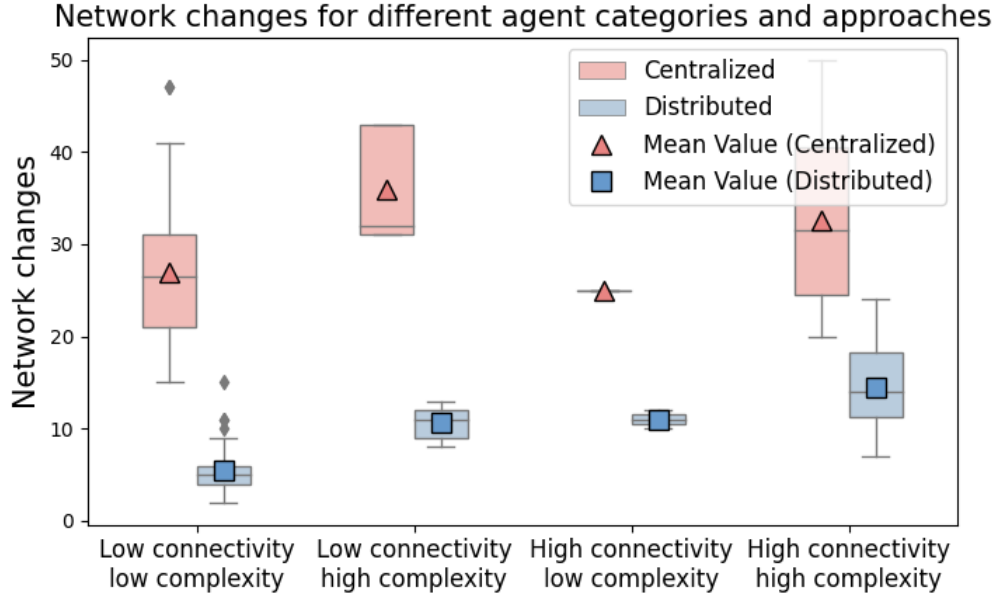 Network changes for different agent categories and approaches
Network changes
50
40
30
20
10
0
Centralized
Distributed
Mean Value (Centralized)
Mean Value (Distributed)
Low connectivity
low complexity
Low connectivity
high complexity
High connectivity
low complexity
High connectivity
high complexity